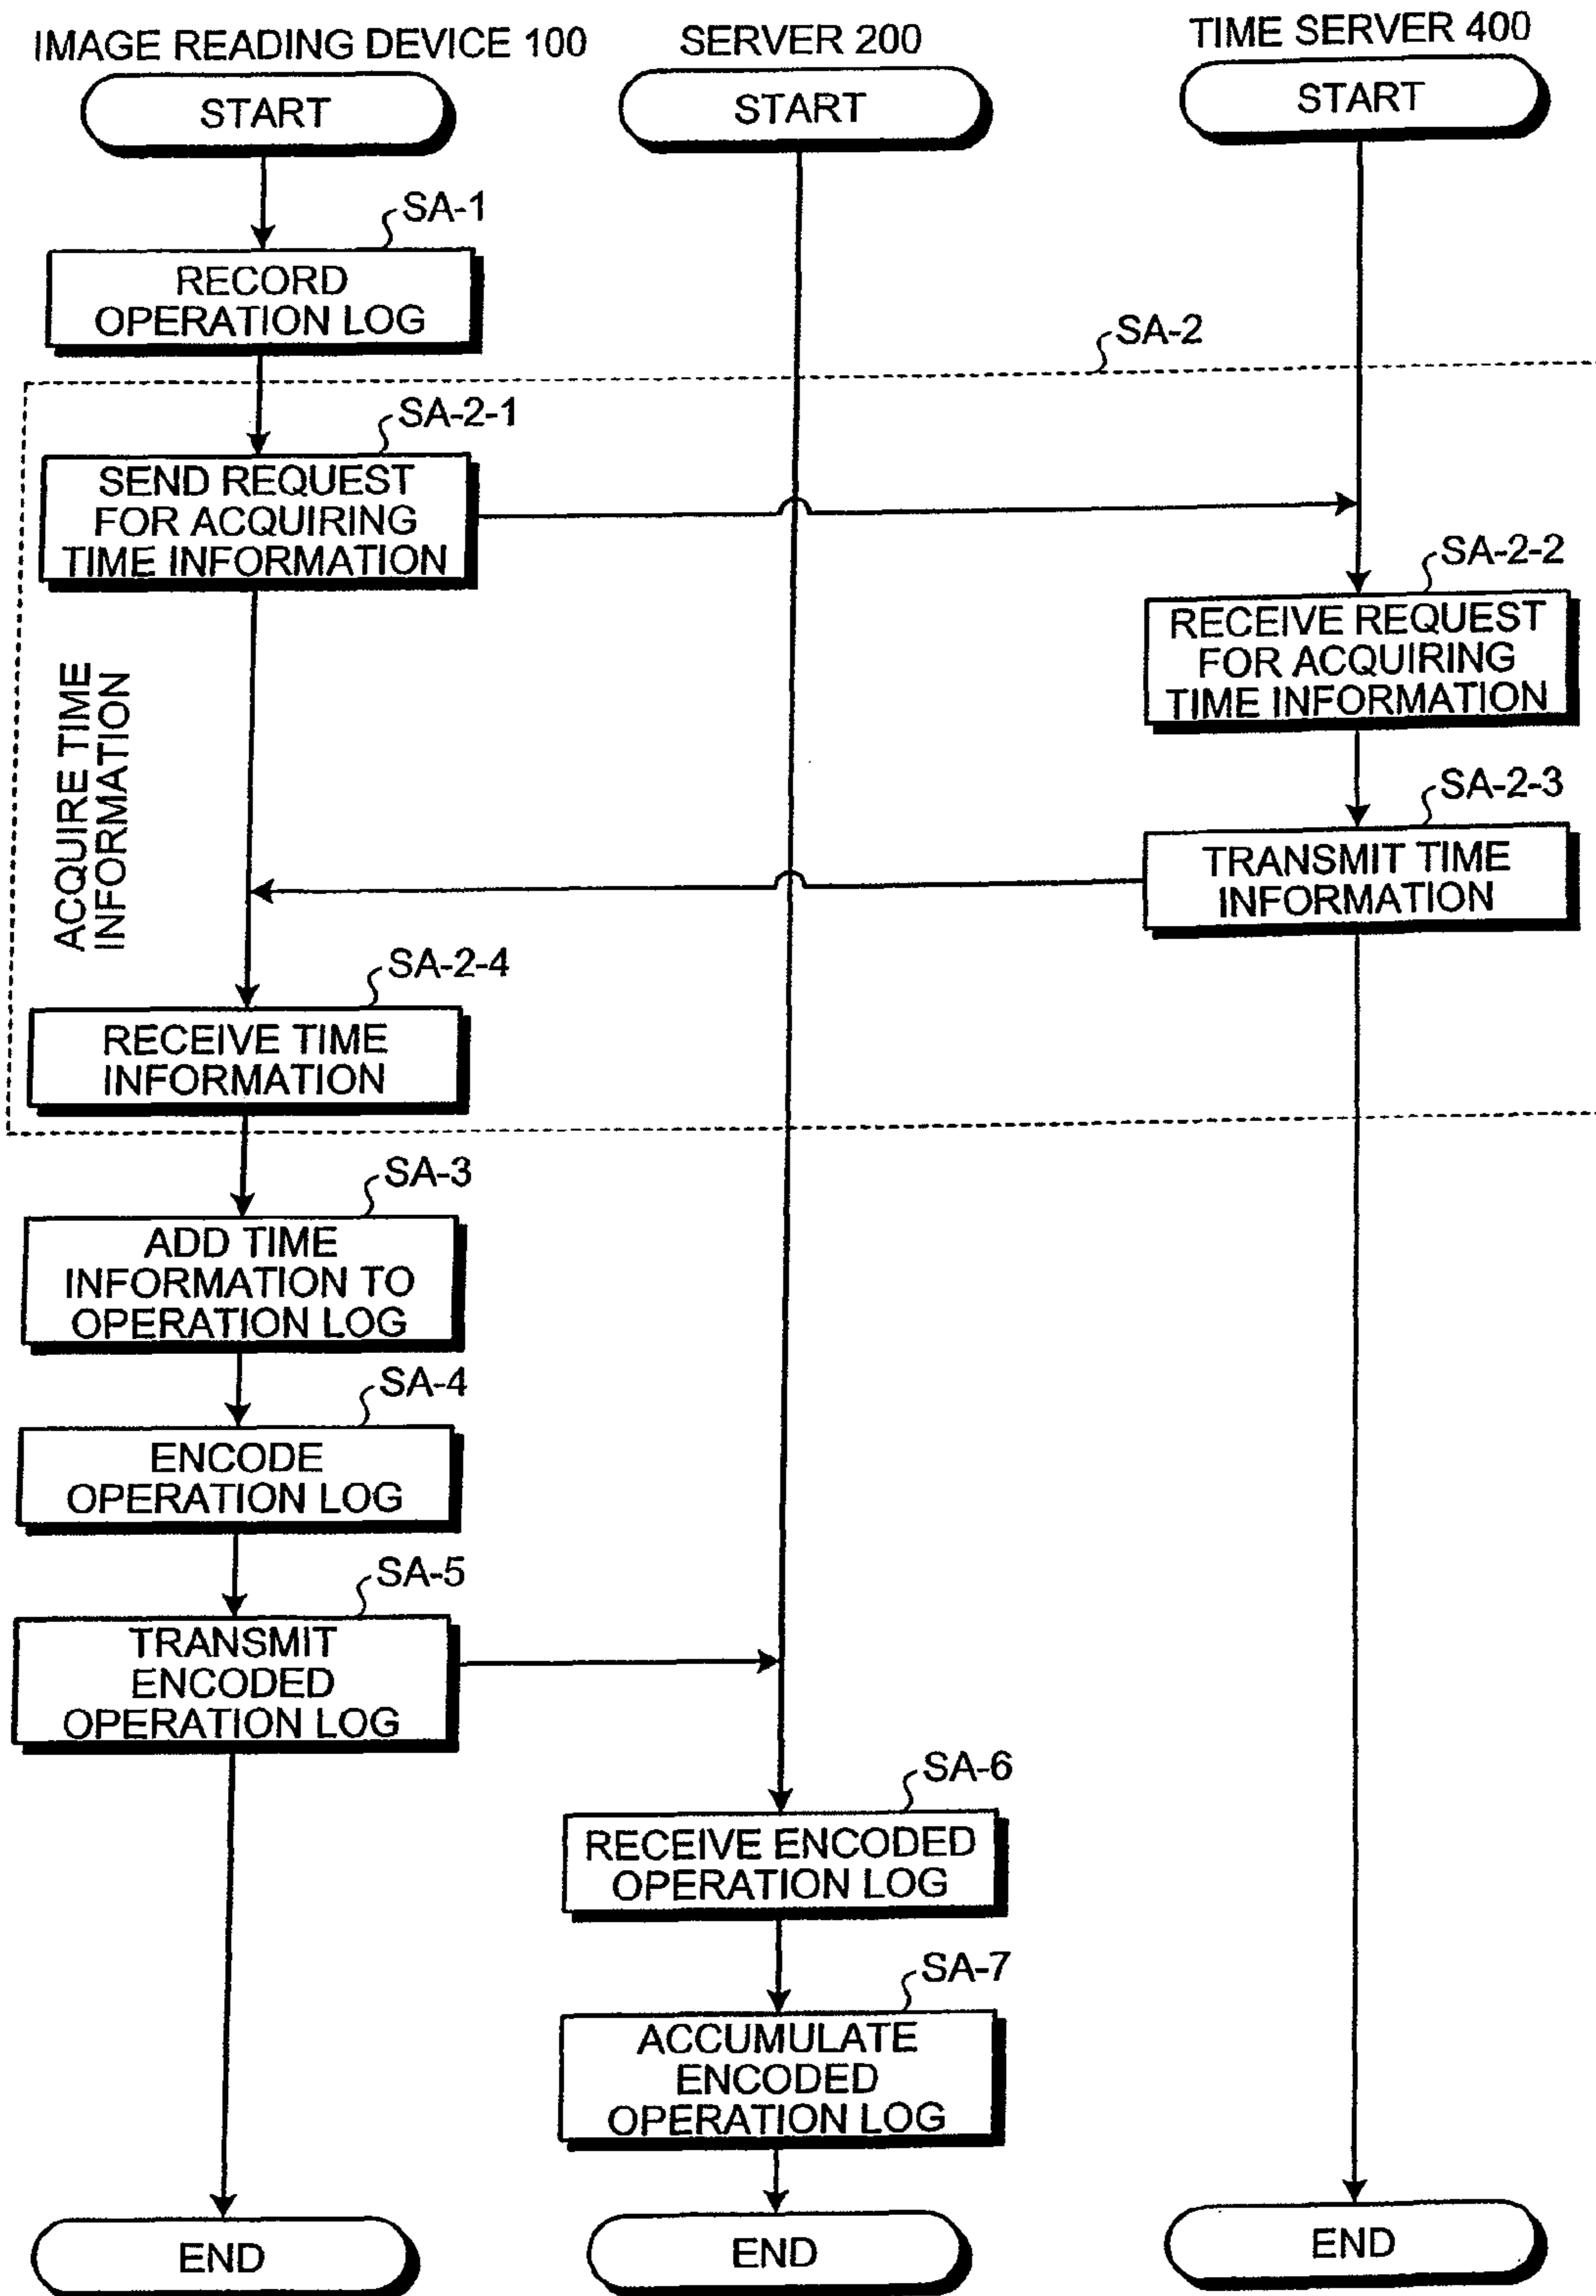 IMAGE READING DEVICE 100
SERVER 200
TIME SERVER 400
START
START
START
SA-1
RECORD
OPERATION LOG
SA-2
SA-2-1
SEND REQUEST
FOR ACQUIRING
TIME INFORMATION
SA-2-2
RECEIVE REQUEST
FOR ACQUIRING
TIME INFORMATION
ACQUIRE TIME
INFORMATION
SA-2-3
TRANSMIT TIME
INFORMATION
SA-2-4
RECEIVE TIME
INFORMATION
SA-3
ADD TIME
INFORMATION TO
OPERATION LOG
SA-4
ENCODE
OPERATION LOG
SA-5
TRANSMIT
ENCODED
OPERATION LOG
SA-6
RECEIVE ENCODED
OPERATION LOG
SA-7
ACCUMULATE
ENCODED
OPERATION LOG
END
END
END